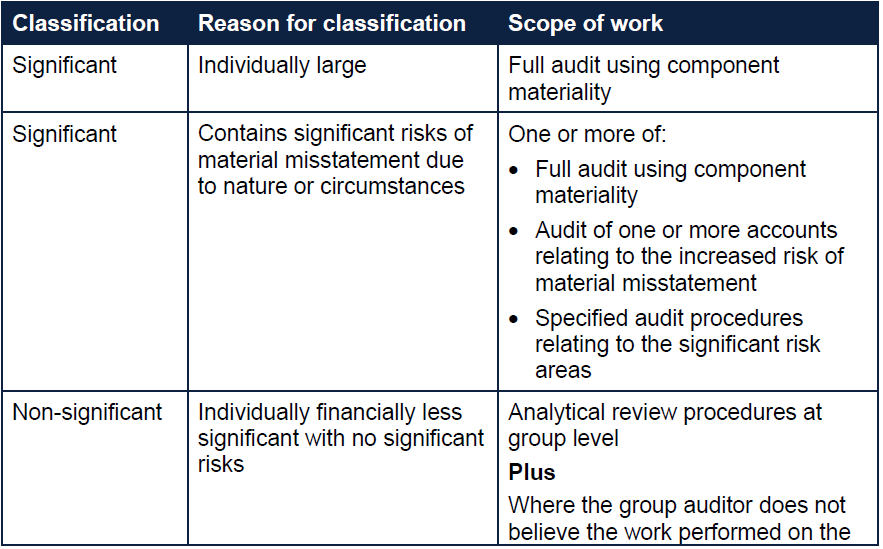 Classification
Reason for classification
Scope of work
Significant
Individually large
Full audit using component
materiality
Significant
Contains significant risks of
material misstatement due
to nature or circumstances
One or more of:
• Full audit using component
materiality
• Audit of one or more accounts
relating to the increased risk of
material misstatement
• Specified audit procedures
relating to the significant risk
areas
Non-significant
Individually financially less
significant with no significant
risks
Analytical review procedures at
group level
Plus
Where the group auditor does not
believe the work performed on the